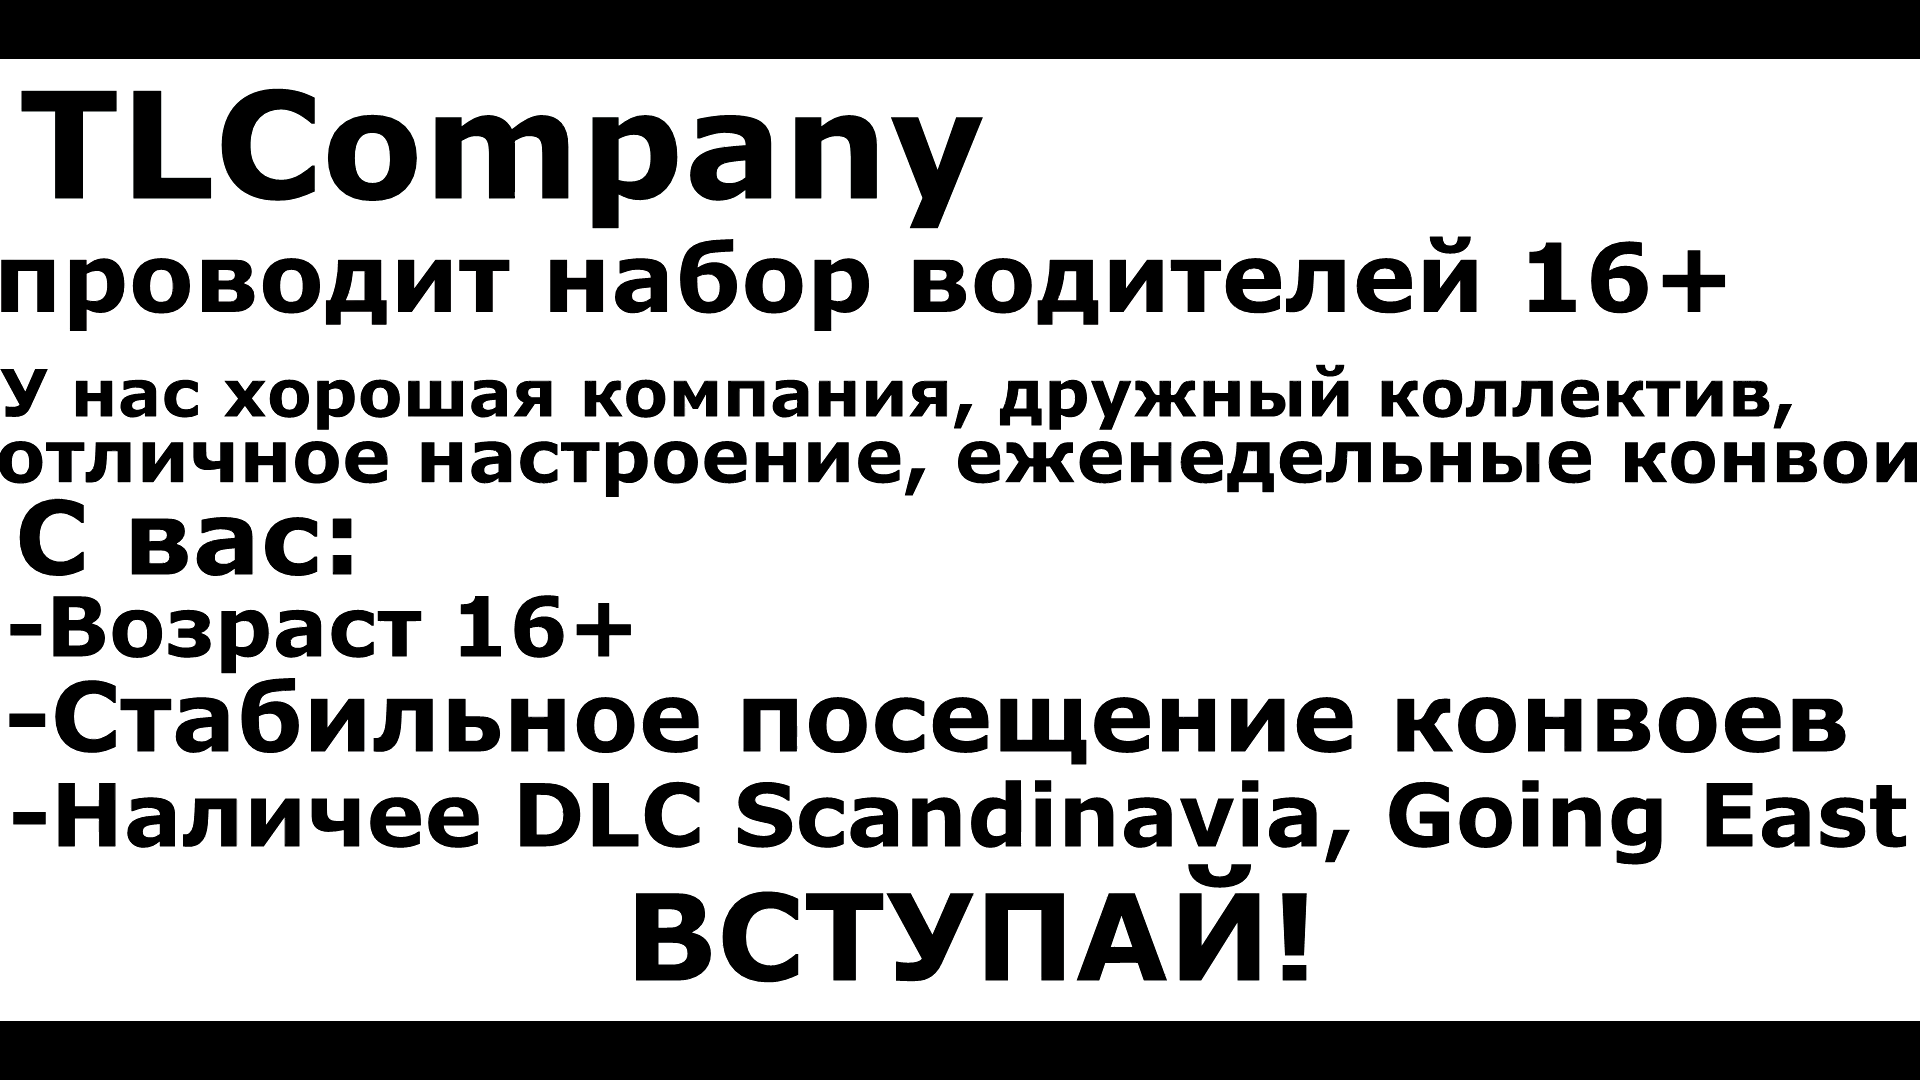 TLCompany
проводит набор водителей 16+
У нас хорошая компания, дружный коллектив,
отличное настроение, еженедельные конвои
С вас:
-Возраст 16+
-Стабильное посещение конвоев
-Наличее DLC Scandinavia, Going East
ВСТУПАЙ!